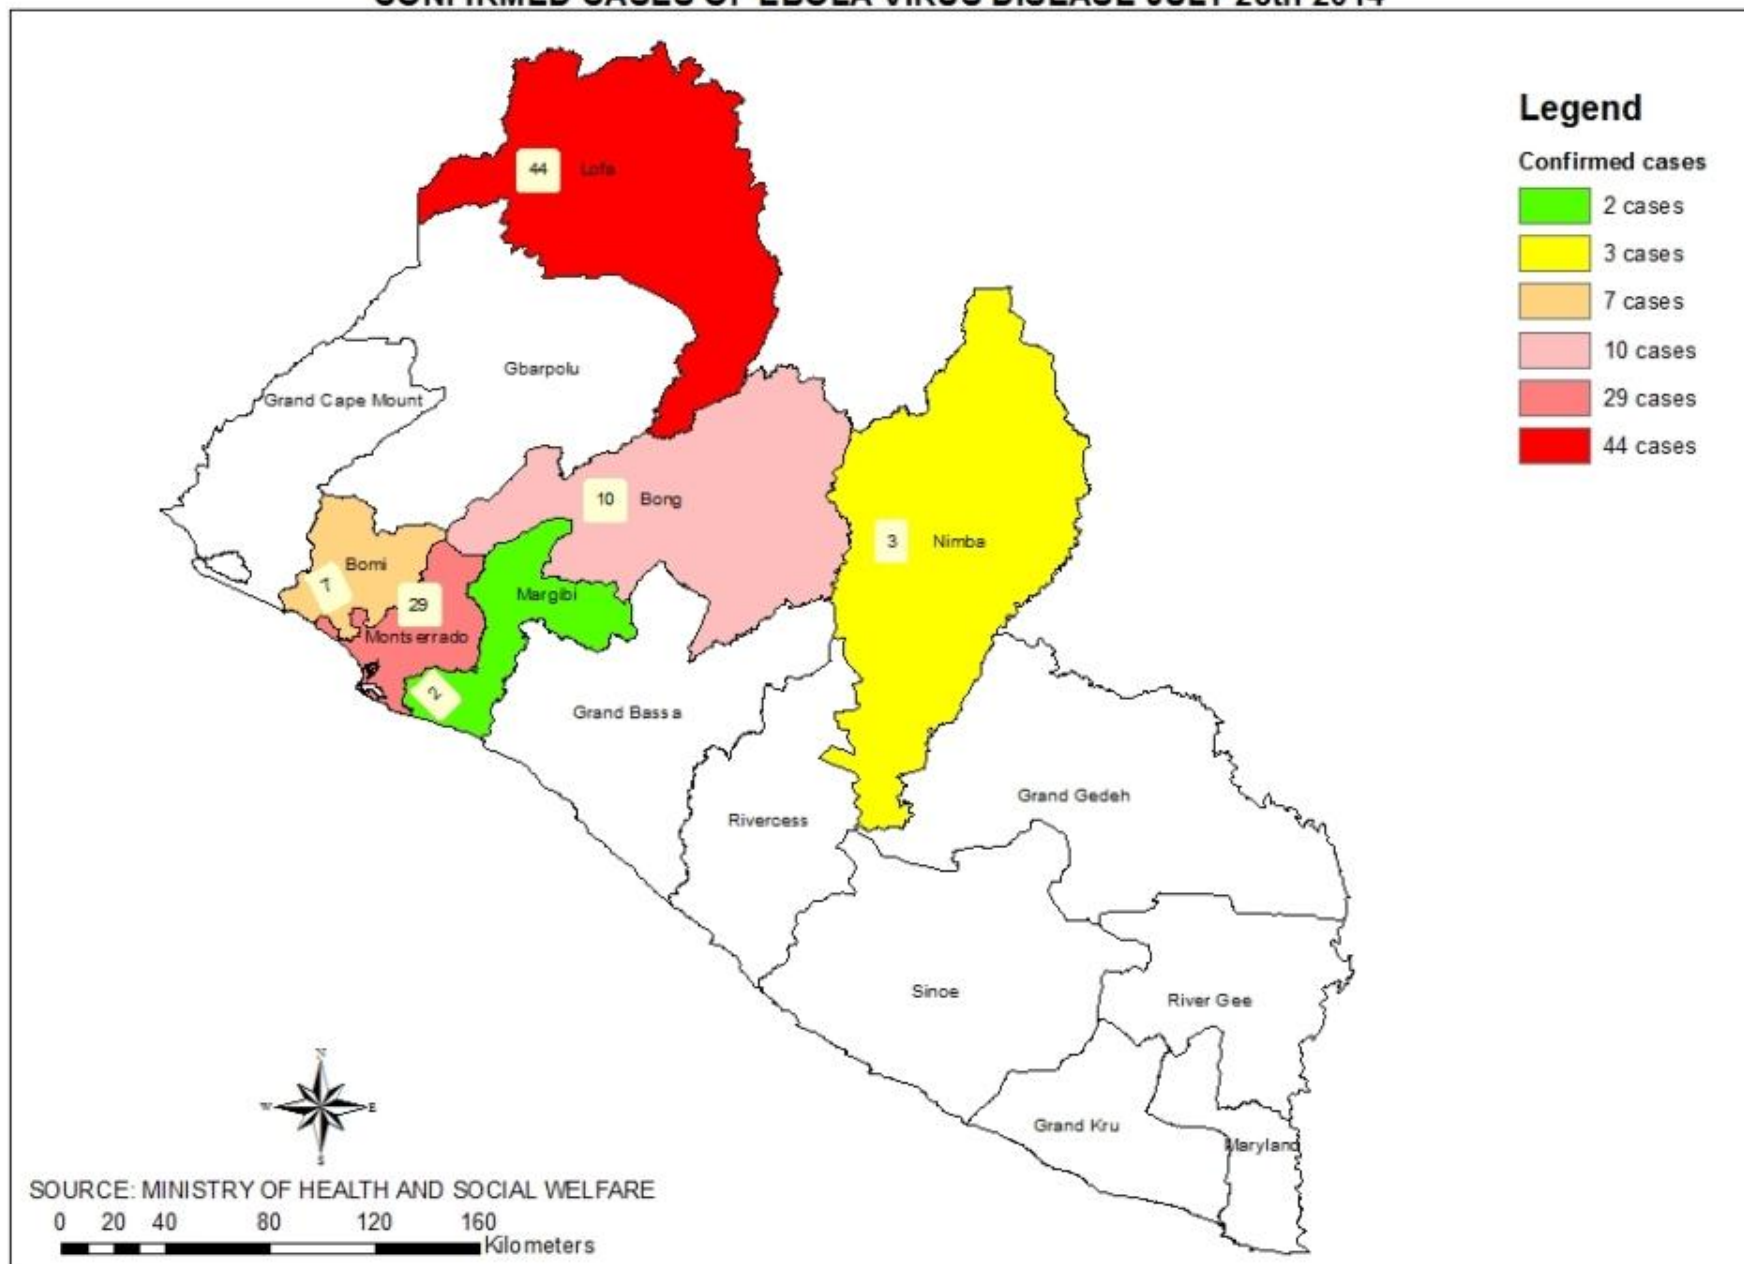 CONFIRMED CASES OF EBOLA VIRUS DISEASE JULY 2014
Legend
Confirmed cases
2 cases
3 cases
7 cases
10 cases
29 cases
44 cases
44 Lofa
Gbarpolu
Grand Cape Mount
10 Bong
3 Nimba
Bomi
7
29
Margibi
Montserrado
2
Grand Bassa
Grand Gedeh
Rivercess
Sinoe
River Gee
Grand Kru
Maryland
N
W E
S
SOURCE: MINISTRY OF HEALTH AND SOCIAL WELFARE
0 20 40 80 120 160
Kilometers